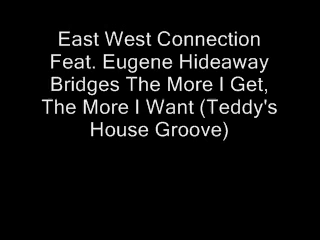 East West Connection
Feat. Eugene Hideaway
Bridges The More I Get,
The More I Want (Teddy's
House Groove)